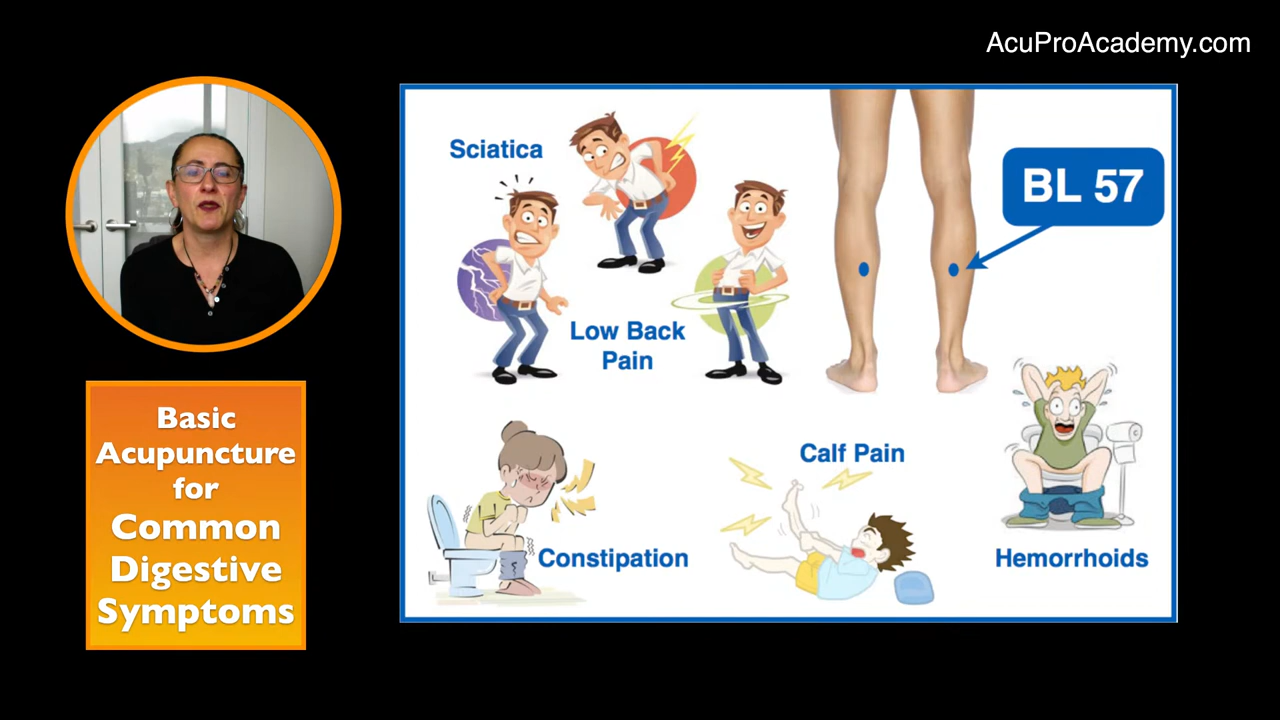 AcuProAcademy.com
Sciatica
BL 57
Low Back
Pain
Calf Pain
Constipation
Hemorrhoids
Basic
Acupuncture
for
Common
Digestive
Symptoms